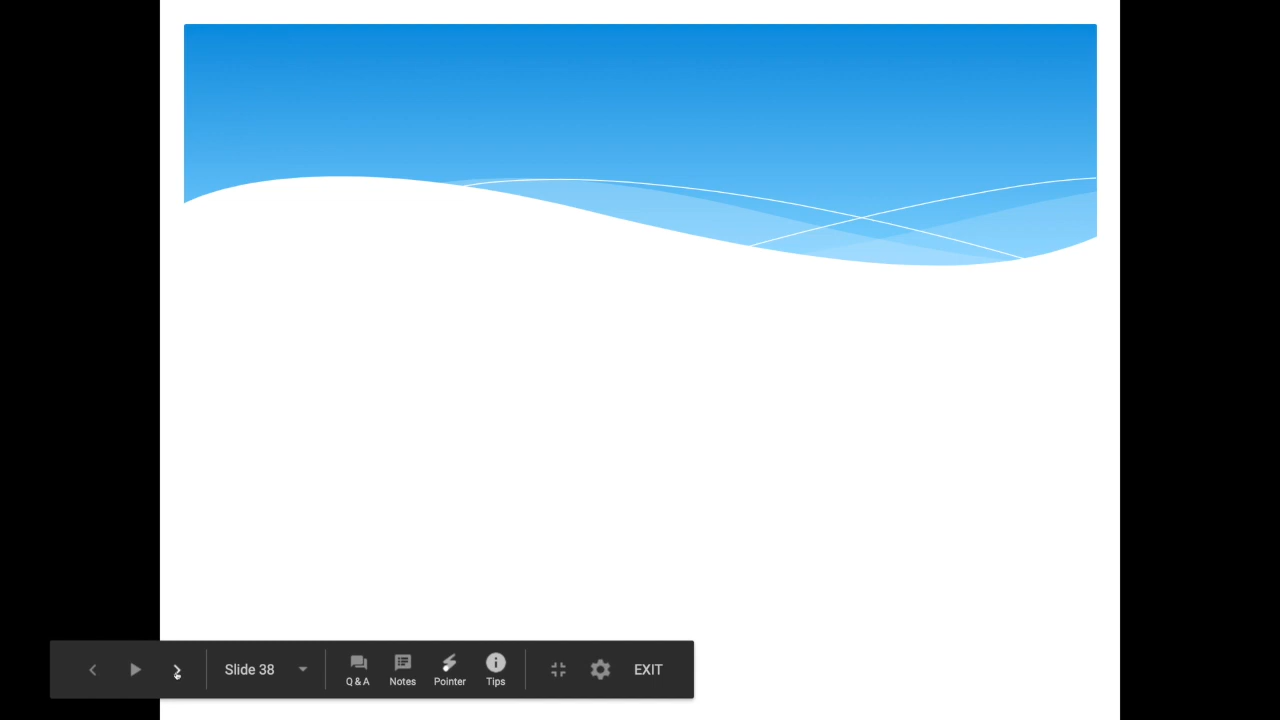 Slide 38
Q & A
Notes
Pointer
Tips
EXIT